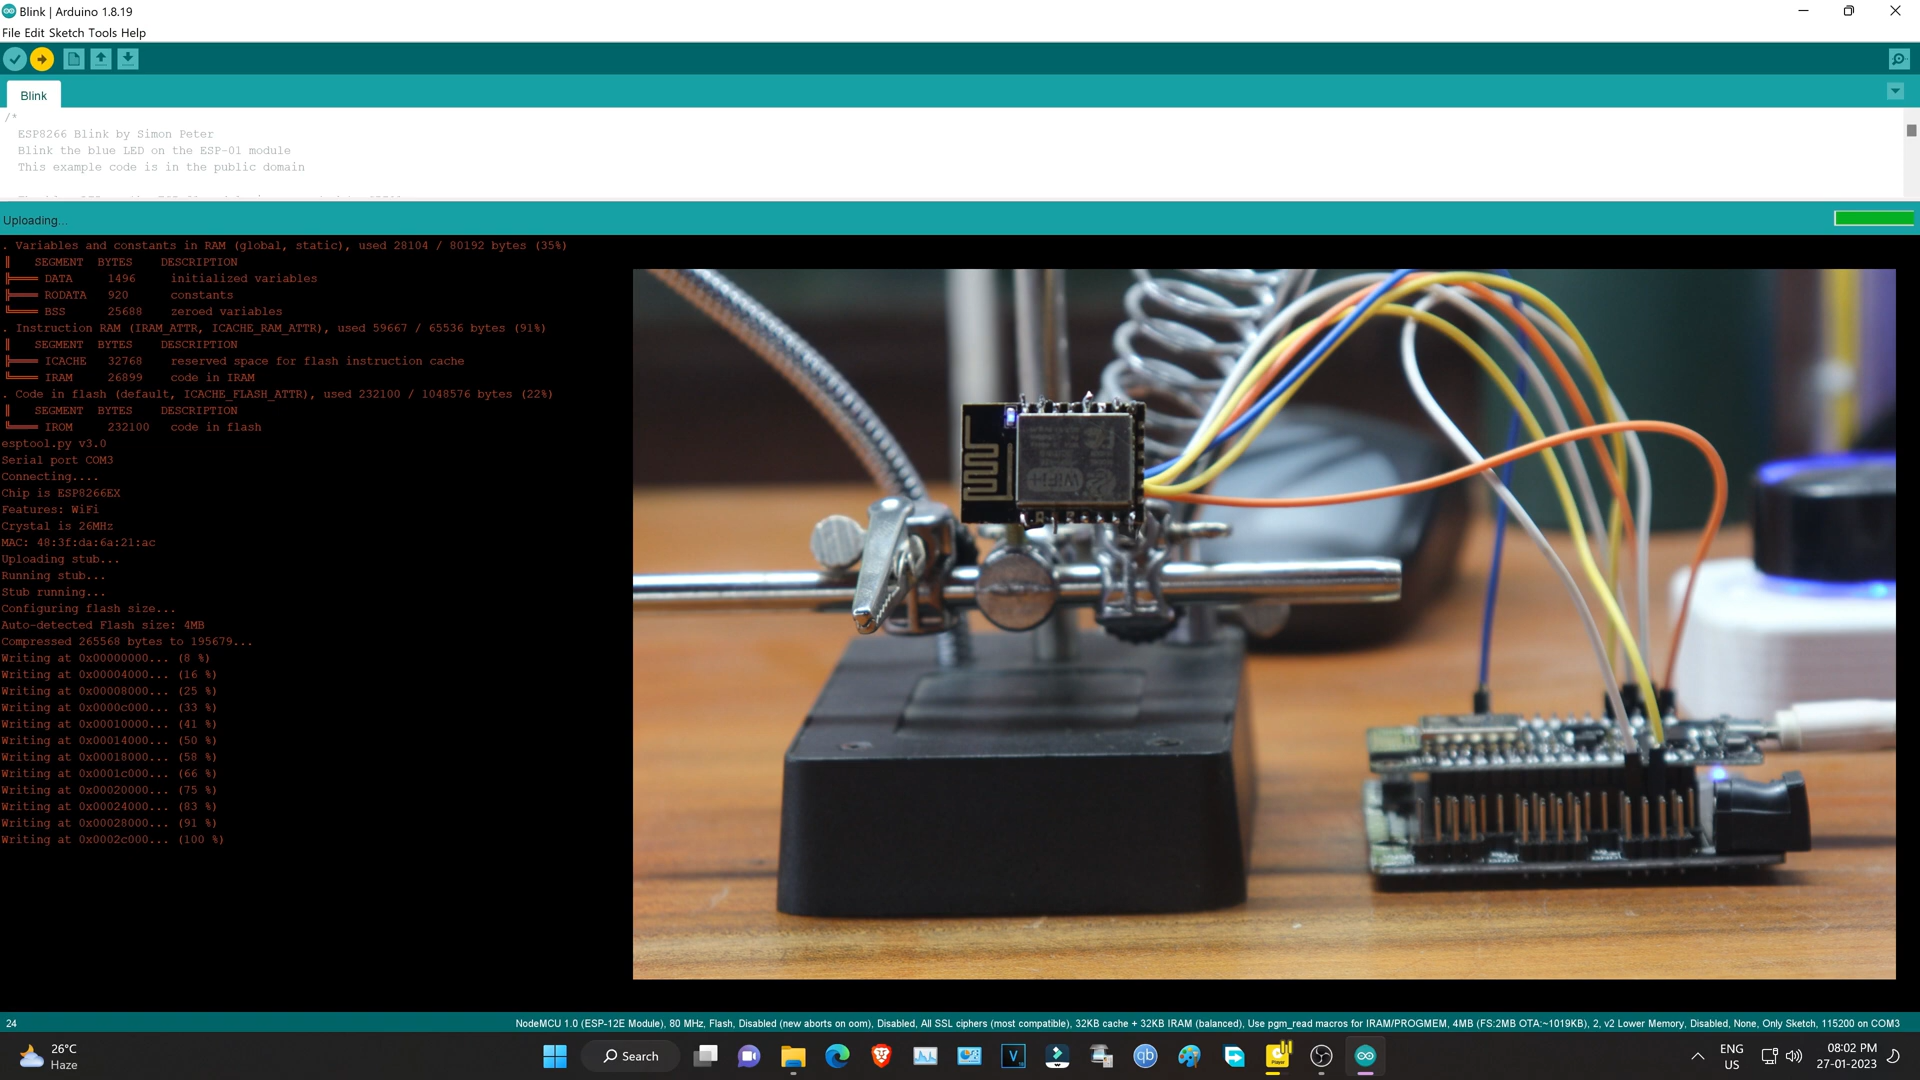 Blink | Arduino 1.8.19
File Edit Sketch Tools Help
Blink
/*
ESP8266 Blink by Simon Peter
Blink the blue LED on the ESP-01 module
This example code is in the public domain
Uploading...
. Variables and constants in RAM (global, static), used 28104 / 80192 bytes (35%)
║   SEGMENT  BYTES    DESCRIPTION
╠══ DATA     1496     initialized variables
╠══ RODATA   920      constants
╚══ BSS      25688    zeroed variables
. Instruction RAM (IRAM_ATTR, ICACHE_RAM_ATTR), used 59667 / 65536 bytes (91%)
║   SEGMENT  BYTES    DESCRIPTION
╠══ ICACHE   32768    reserved space for flash instruction cache
╚══ IRAM     26899    code in IRAM
. Code in flash (default, ICACHE_FLASH_ATTR), used 232100 / 1048576 bytes (22%)
║   SEGMENT  BYTES    DESCRIPTION
╚══ IROM     232100   code in flash
esptool.py v3.0
Serial port COM3
Connecting....
Chip is ESP8266EX
Features: WiFi
Crystal is 26MHz
MAC: 48:3f:da:6a:21:ac
Uploading stub...
Running stub...
Stub running...
Configuring flash size...
Auto-detected Flash size: 4MB
Compressed 265568 bytes to 195679...
Writing at 0x00000000... (8 %)
Writing at 0x00004000... (16 %)
Writing at 0x00008000... (25 %)
Writing at 0x0000c000... (33 %)
Writing at 0x00010000... (41 %)
Writing at 0x00014000... (50 %)
Writing at 0x00018000... (58 %)
Writing at 0x0001c000... (66 %)
Writing at 0x00020000... (75 %)
Writing at 0x00024000... (83 %)
Writing at 0x00028000... (91 %)
Writing at 0x0002c000... (100 %)
WiFi
24
NodeMCU 1.0 (ESP-12E Module), 80 MHz, Flash, Disabled (new aborts on oom), Disabled, All SSL ciphers (most compatible), 32KB cache + 32KB IRAM (balanced), Use pgm_read macros for IRAM/PROGMEM, 4MB (FS:2MB OTA:~1019KB), 2, v2 Lower Memory, Disabled, None, Only Sketch, 115200 on COM3
26°C
Haze
Search
V
qb
ENG
US
08:02 PM
27-01-2023